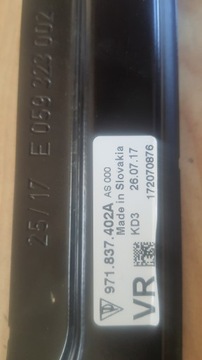 25/17 E 059 223 002
971.837.402A AS 000
Made in Slovakia
KD3 26.07.17
VR 172070876